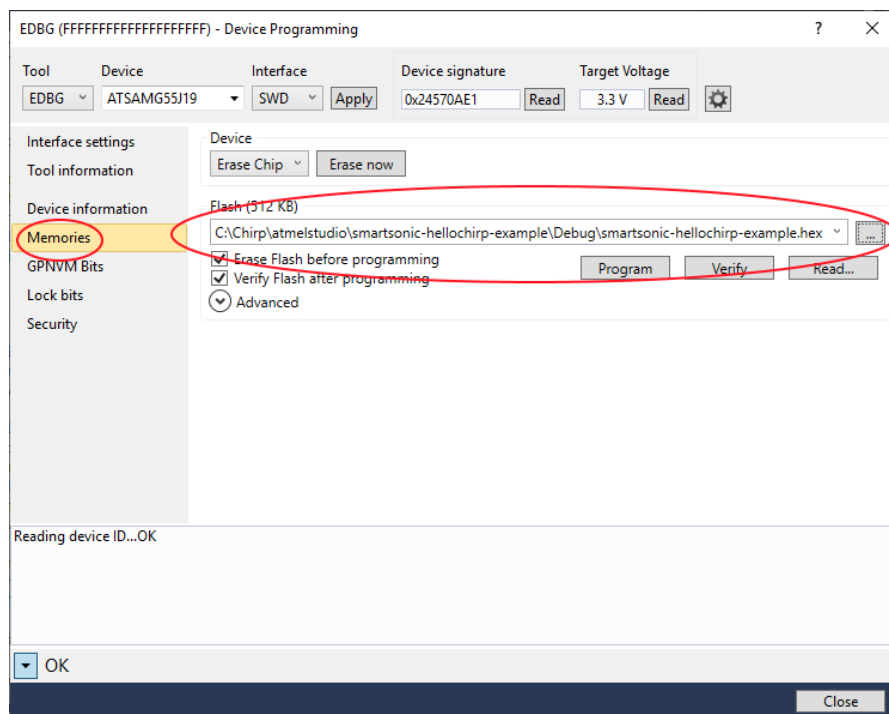 EDBG (FFFFFFFFFFFFFFFFFFFF) - Device Programming ? X
Tool Device Interface Device signature Target Voltage
EDBG ATSAMG55J19 SWD Apply 0x24570AE1 Read 3.3 V Read
Interface settings
Tool information
Device information
Memories
GPNVM Bits
Lock bits
Security
Device
Erase Chip Erase now
Flash (512 KB)
C:\Chirp\atmelstudio\smartsonic-hellochirp-example\Debug\smartsonic-hellochirp-example.hex ...
Erase Flash before programming
Verify Flash after programming
Program Verify Read...
Advanced
Reading device ID...OK
OK
Close